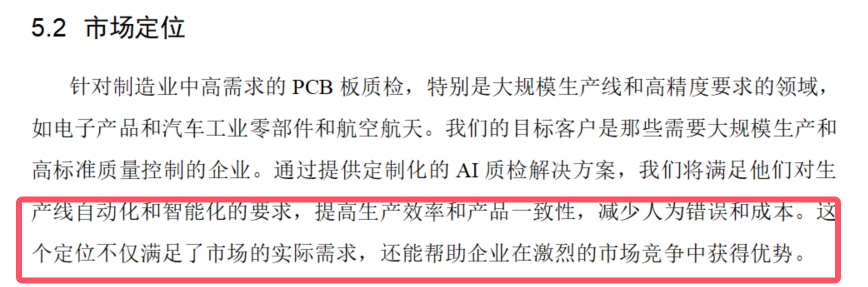 5.2 市场定位
针对制造业中高需求的 PCB 板质检，特别是大规模生产线和高精度要求的领域，
如电子产品和汽车工业零部件和航空航天。我们的目标客户是那些需要大规模生产和
高标准质量控制的企业。通过提供定制化的 AI 质检解决方案，我们将满足他们对生
产线自动化和智能化的要求，提高生产效率和产品一致性，减少人为错误和成本。这
个定位不仅满足了市场的实际需求，还能帮助企业在激烈的市场竞争中获得优势。